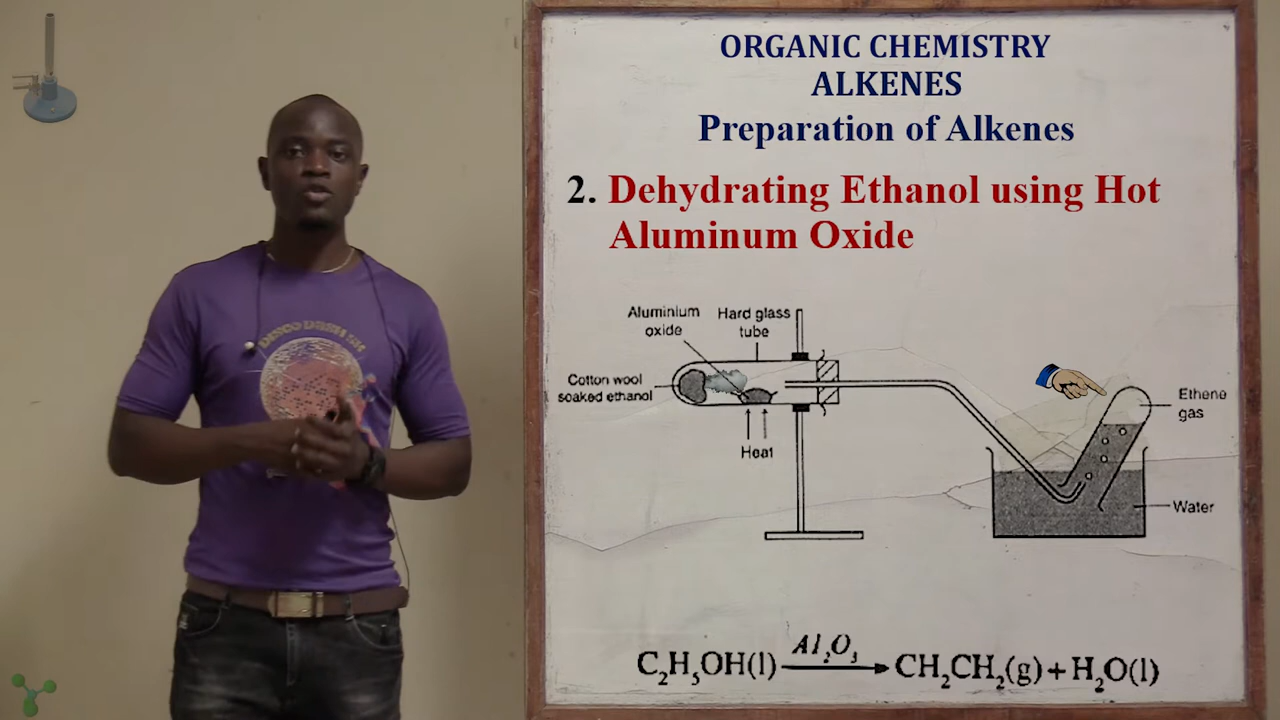 ORGANIC CHEMISTRY
ALKENES
Preparation of Alkenes
2. Dehydrating Ethanol using Hot
Aluminum Oxide
Aluminium
oxide
Hard glass
tube
Cotton wool
soaked ethanol
Heat
Ethene
gas
Water
C₂H₅OH(l) Al₂O₃ → CH₂CH₂(g) + H₂O(l)